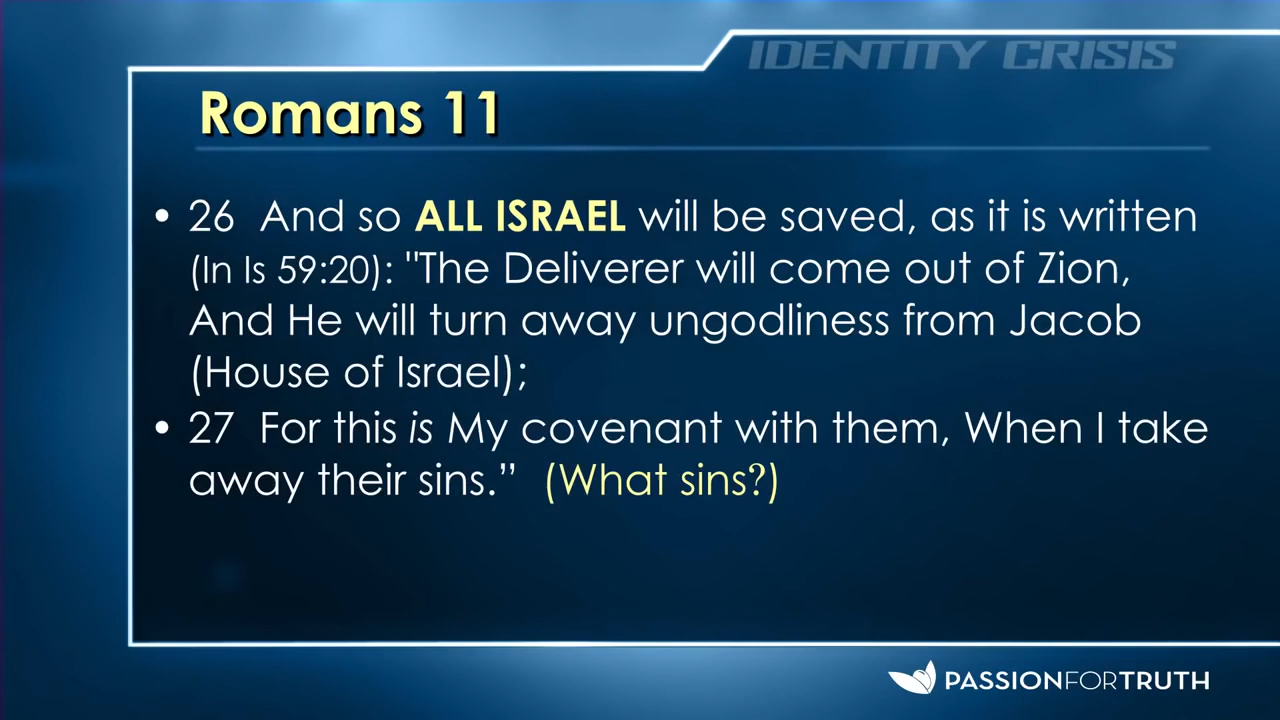 IDENTITY CRISIS
Romans 11
• 26 And so ALL ISRAEL will be saved, as it is written
(In Is 59:20): "The Deliverer will come out of Zion,
And He will turn away ungodliness from Jacob
(House of Israel);
• 27 For this is My covenant with them, When I take
away their sins.” (What sins?)
PASSIONFORTRUTH